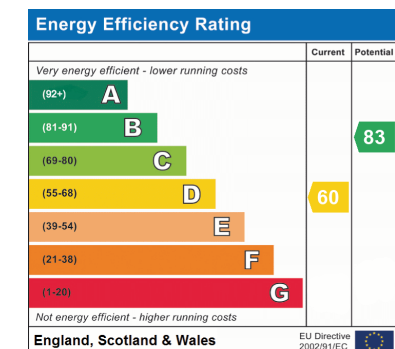 Energy Efficiency Rating
Current Potential
Very energy efficient - lower running costs
(92+) A
(81-91) B
83
(69-80) C
(55-68) D
60
(39-54) E
(21-38) F
(1-20) G
Not energy efficient - higher running costs
England, Scotland & Wales
EU Directive
2002/91/EC